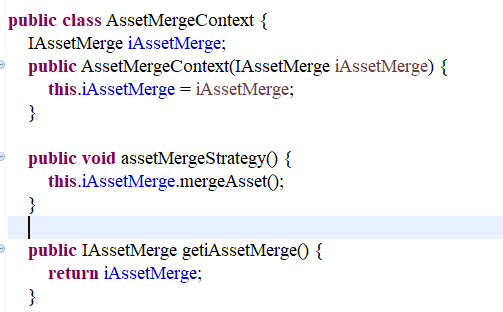 public class AssetMergeContext {
IAssetMerge iAssetMerge;
public AssetMergeContext(IAssetMerge iAssetMerge) {
this.iAssetMerge = iAssetMerge;
}
public void assetMergeStrategy() {
this.iAssetMerge.mergeAsset();
}
public IAssetMerge getiAssetMerge() {
return iAssetMerge;
}